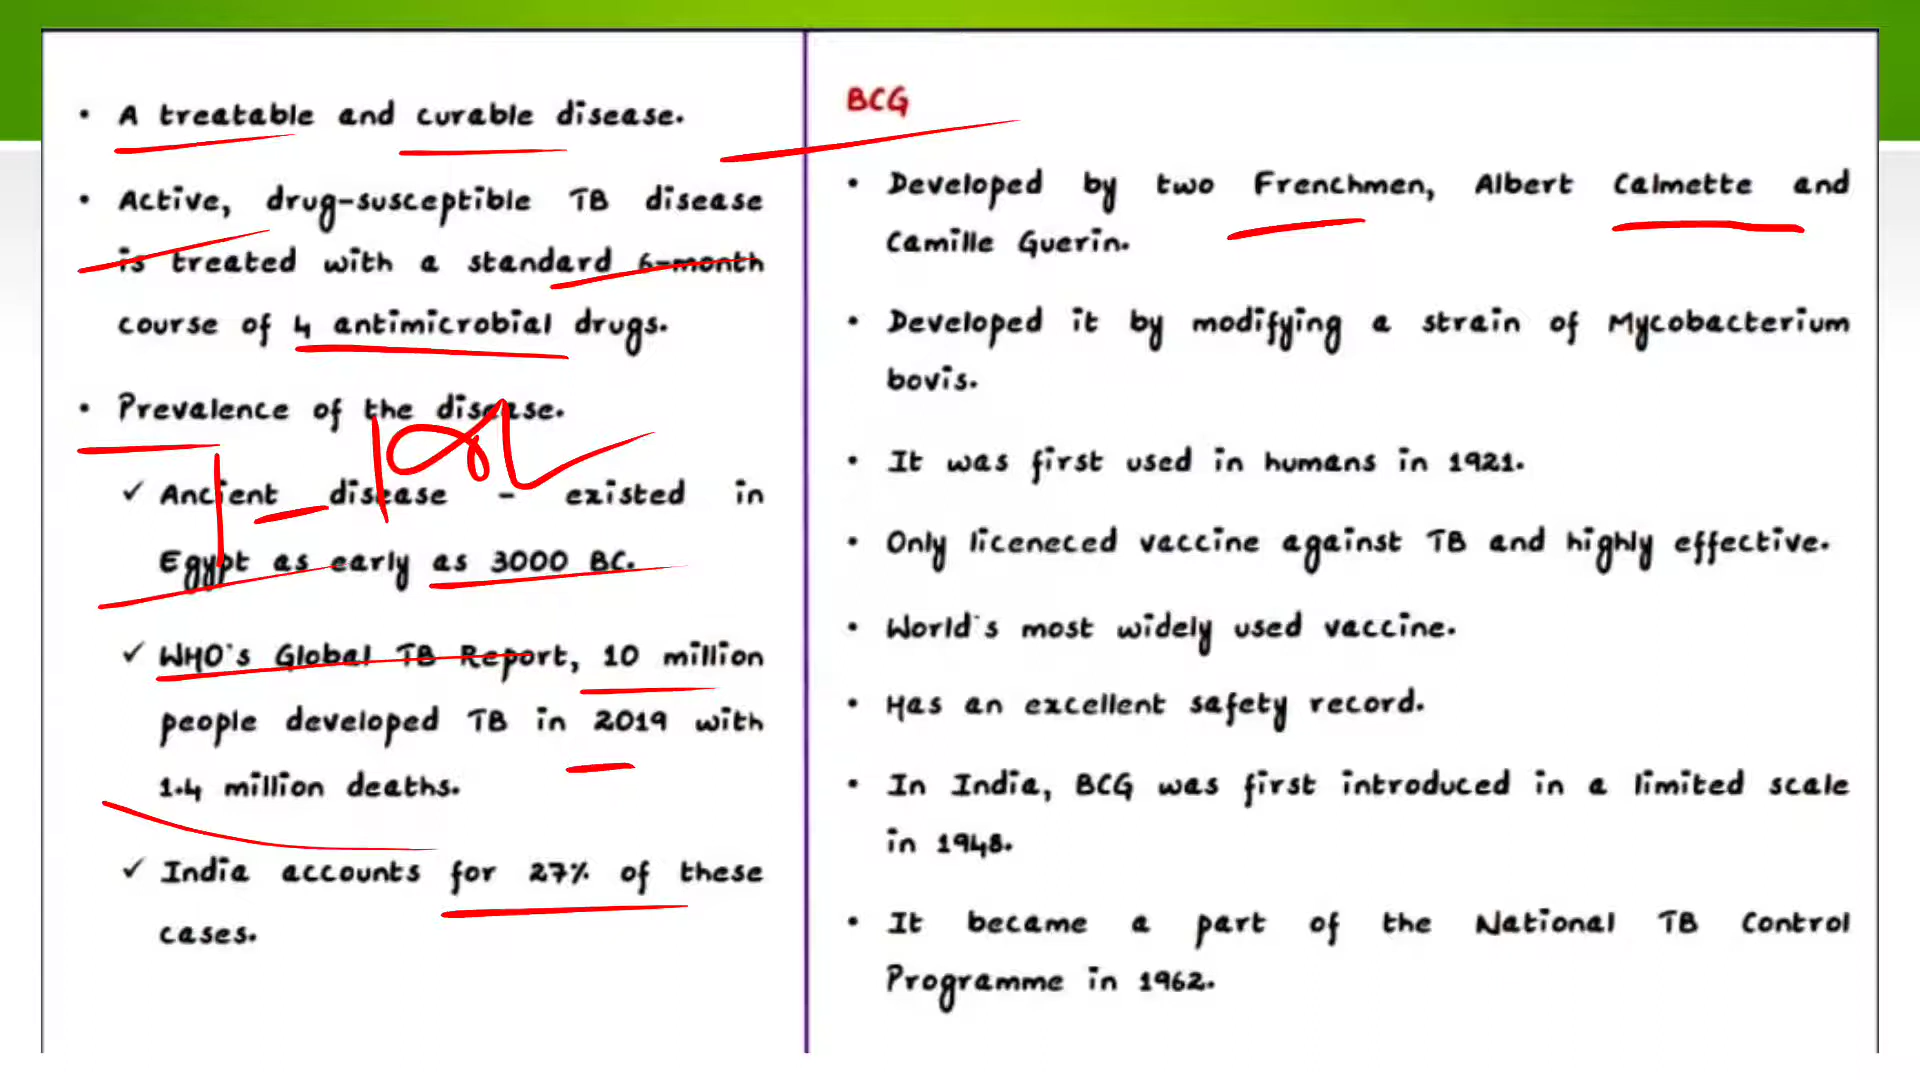 • A treatable and curable disease.
• Active, drug-susceptible TB disease
is treated with a standard 6-month
course of 4 antimicrobial drugs.
• Prevalence of the disease.
✓ Ancient disease - existed in
Egypt as early as 3000 BC.
✓ WHO's Global TB Report, 10 million
people developed TB in 2019 with
1.4 million deaths.
✓ India accounts for 27% of these
cases.
BCG
• Developed by two Frenchmen, Albert Calmette and
Camille Guerin.
• Developed it by modifying a strain of Mycobacterium
bovis.
• It was first used in humans in 1921.
• Only liceneced vaccine against TB and highly effective.
• World's most widely used vaccine.
• Has an excellent safety record.
• In India, BCG was first introduced in a limited scale
in 1948.
• It became a part of the National TB Control
Programme in 1962.